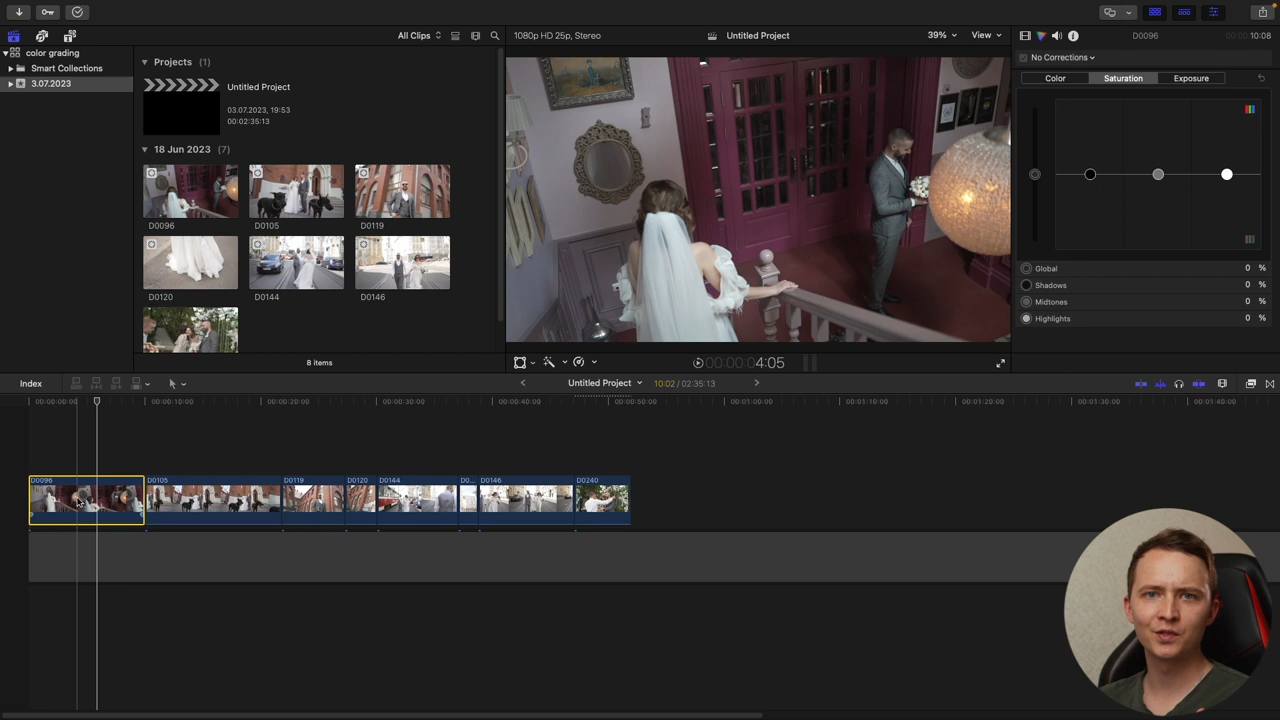 All Clips
1080p HD 25p, Stereo
Untitled Project
39%
View
D0096
00:00:10:08
color grading
Smart Collections
3.07.2023
Projects (1)
Untitled Project
03.07.2023, 19:53
00:02:35:13
18 Jun 2023 (7)
D0096
D0105
D0119
D0120
D0144
D0146
8 items
No Corrections
Color
Saturation
Exposure
Global
0 %
Shadows
0 %
Midtones
0 %
Highlights
0 %
00:00:04:05
Index
Untitled Project
10:02 / 02:35:13
00:00:00:00
00:00:10:00
00:00:20:00
00:00:30:00
00:00:40:00
00:00:50:00
00:01:00:00
00:01:10:00
00:01:20:00
00:01:30:00
00:01:40:00
D0096
D0105
D0119
D0120
D0144
D0...
D0146
D0240